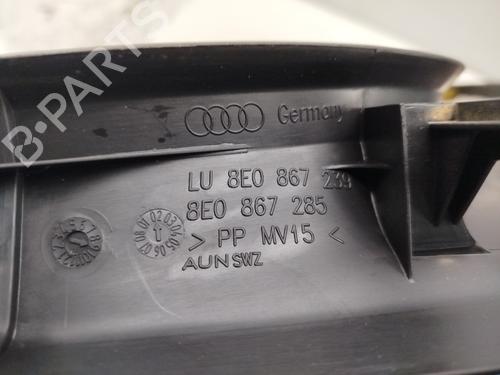 B-PARTS
Germany
LU 8E0 867 239
8E0 867 285
> PP MV15 <
AUN SWZ